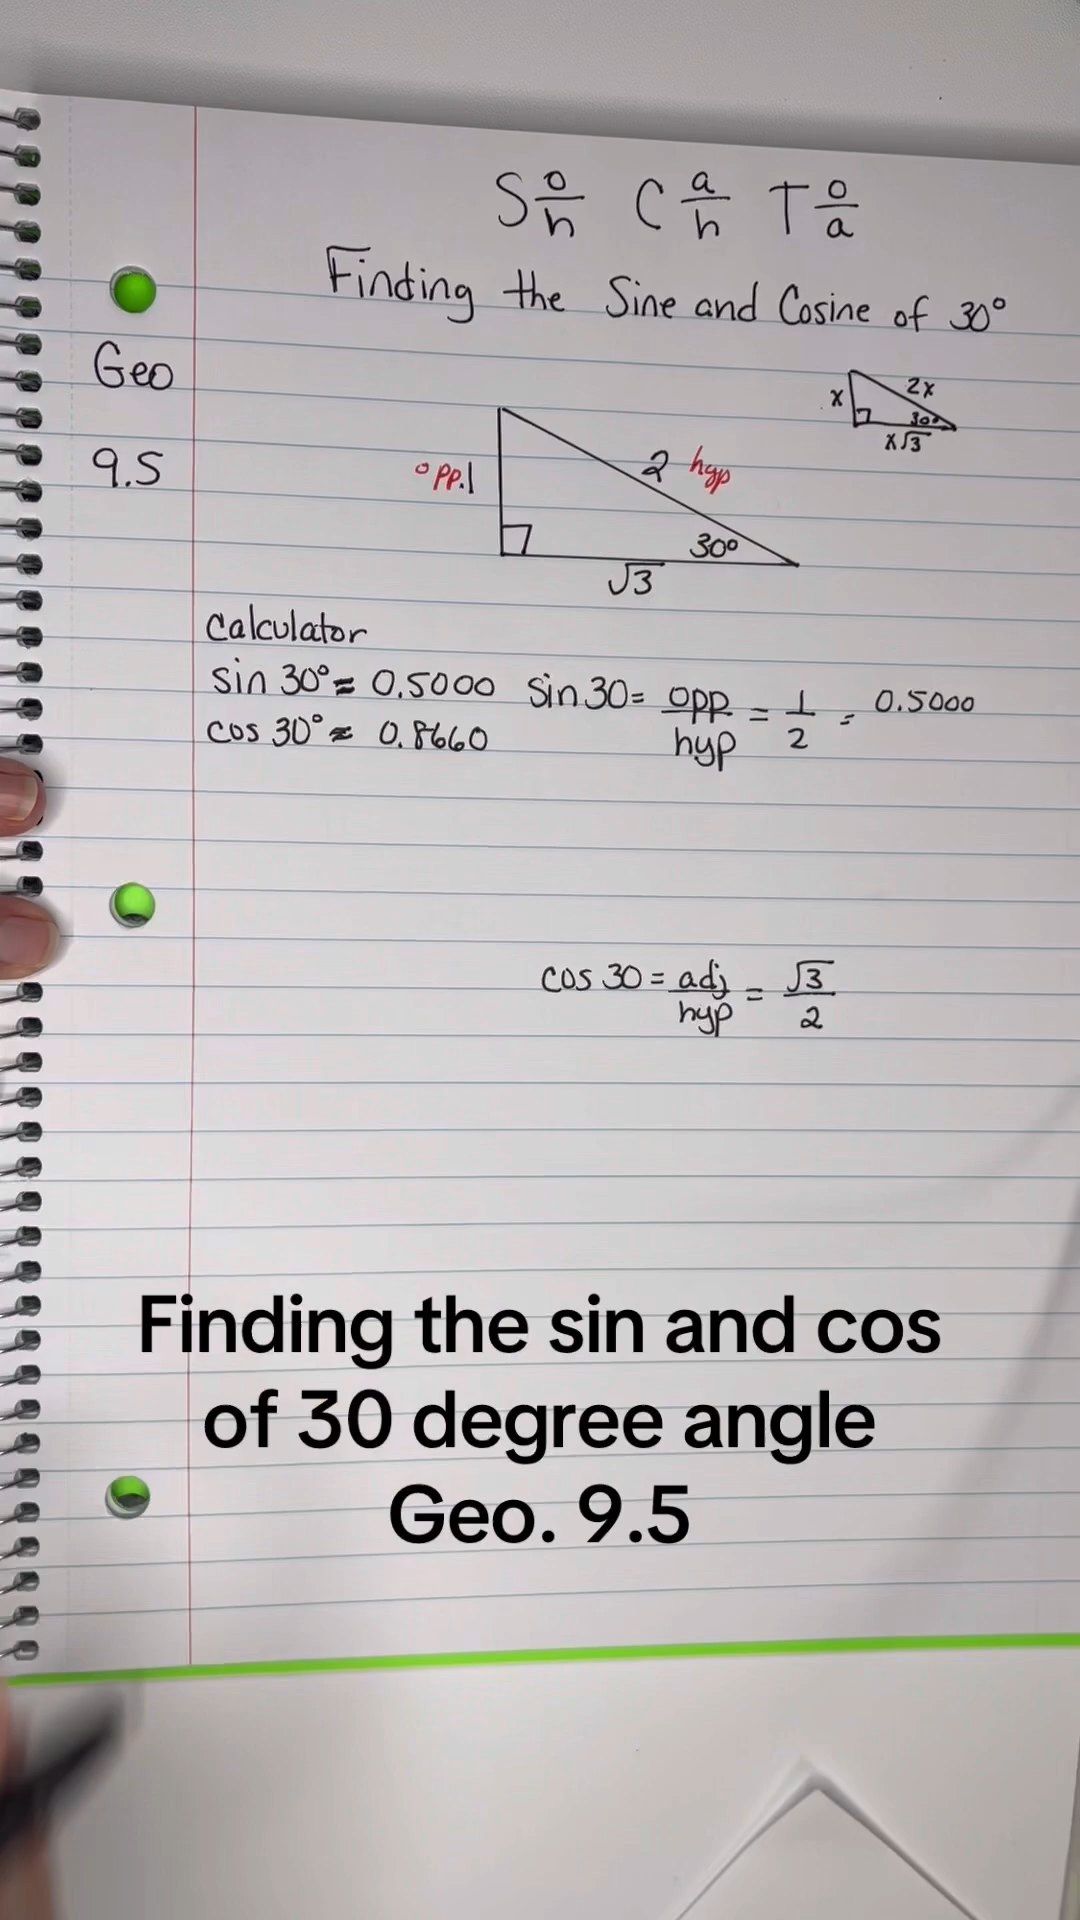 S o/h C a/h T o/a
Finding the Sine and Cosine of 30°
Geo
9.5
x 2x
30°
x√3
opp. 1 2 hyp
30°
√3
Calculator
sin 30° ≈ 0.5000 sin 30 = opp/hyp = 1/2 = 0.5000
cos 30° ≈ 0.8660
cos 30 = adj/hyp = √3/2
Finding the sin and cos
of 30 degree angle
Geo. 9.5